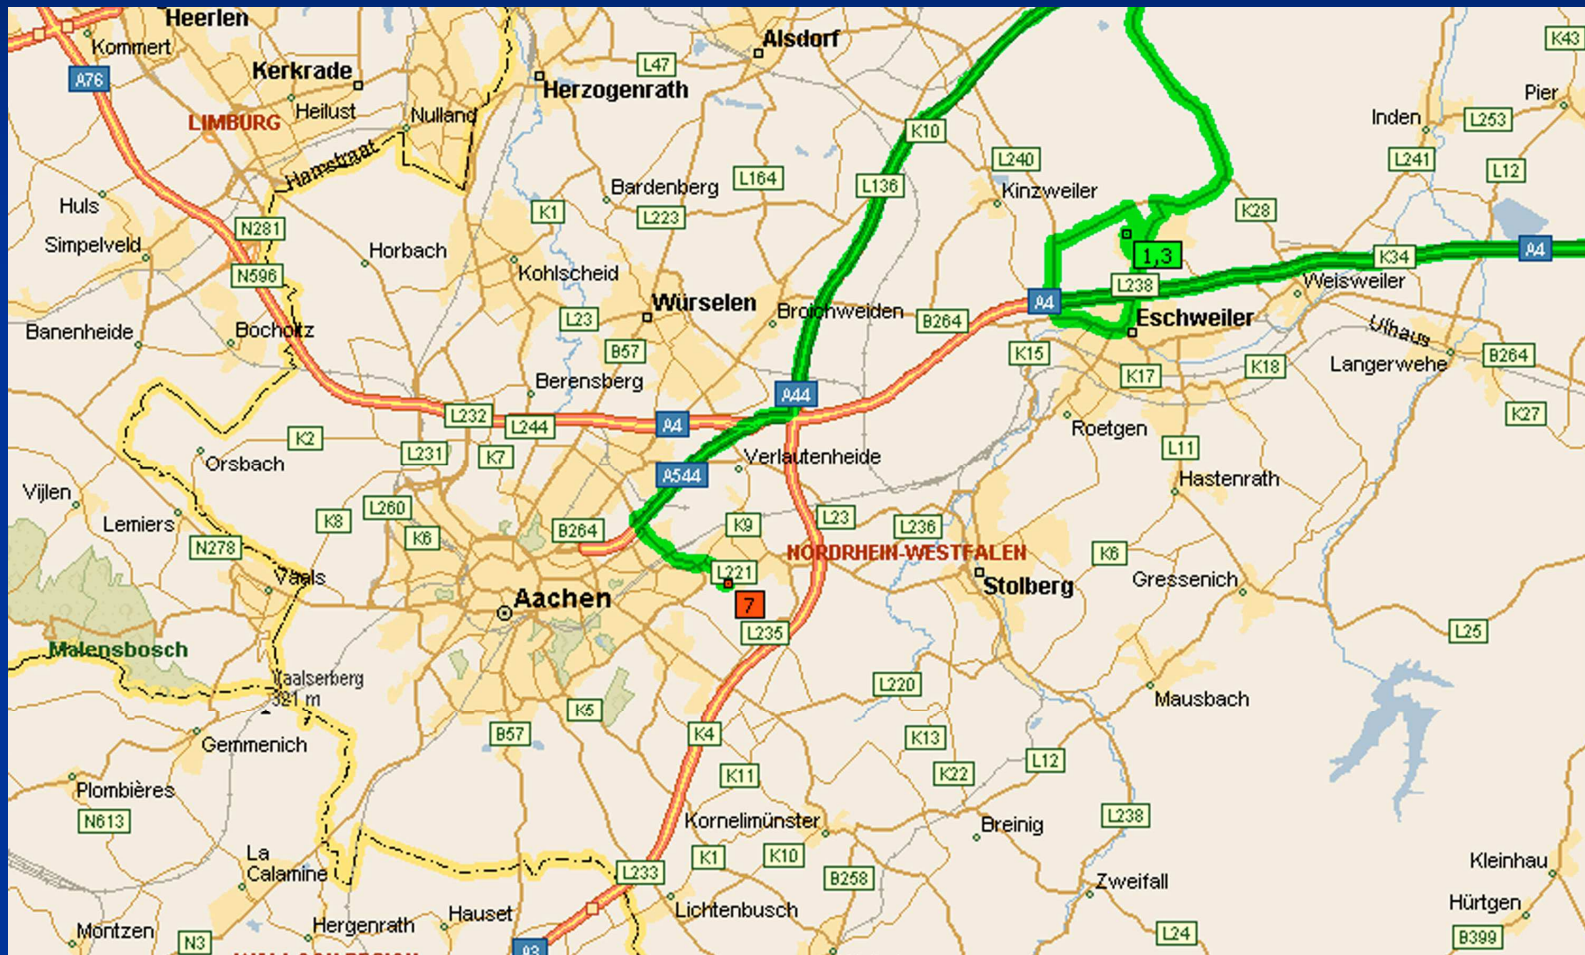 Heerlen
Kommert
Alsdorf
K43
A76
Kerkrade
L47
Herzogenrath
Heilust
Pier
LIMBURG
Nulland
K10
Inden
L253
Hamstraat
L240
L241
L12
Huls
Bardenberg
L164
L136
Kinzweiler
K1
L223
K28
N281
Simpelveld
Horbach
1,3
K34
A4
N596
Kohlscheid
L238
Weisweiler
Würselen
A4
Broichweiden
B264
Eschweiler
L23
Banenheide
Bocholtz
Ulhaus
B57
K15
B264
Langerwehe
K18
K17
Berensberg
A44
L232
L244
A4
K27
K2
Roetgen
L231
K7
Verlautenheide
L11
Orsbach
A544
Hastenrath
Vijlen
L260
Lemiers
K8
K6
B264
K9
L23
L236
N278
NORDRHEIN-WESTFALEN
K6
L221
Vaals
Stolberg
Gressenich
Aachen
7
L235
L25
Malensbosch
Vaalserberg
321 m
L220
Mausbach
K5
Gemmenich
B57
K4
K13
L12
K11
K22
Plombières
N613
Kornelimünster
L238
Breinig
La
Calamine
K1
K10
Kleinhau
L233
B258
Zweifall
Hürtgen
Lichtenbusch
Hauset
Hergenrath
Montzen
N3
L24
B399
A3